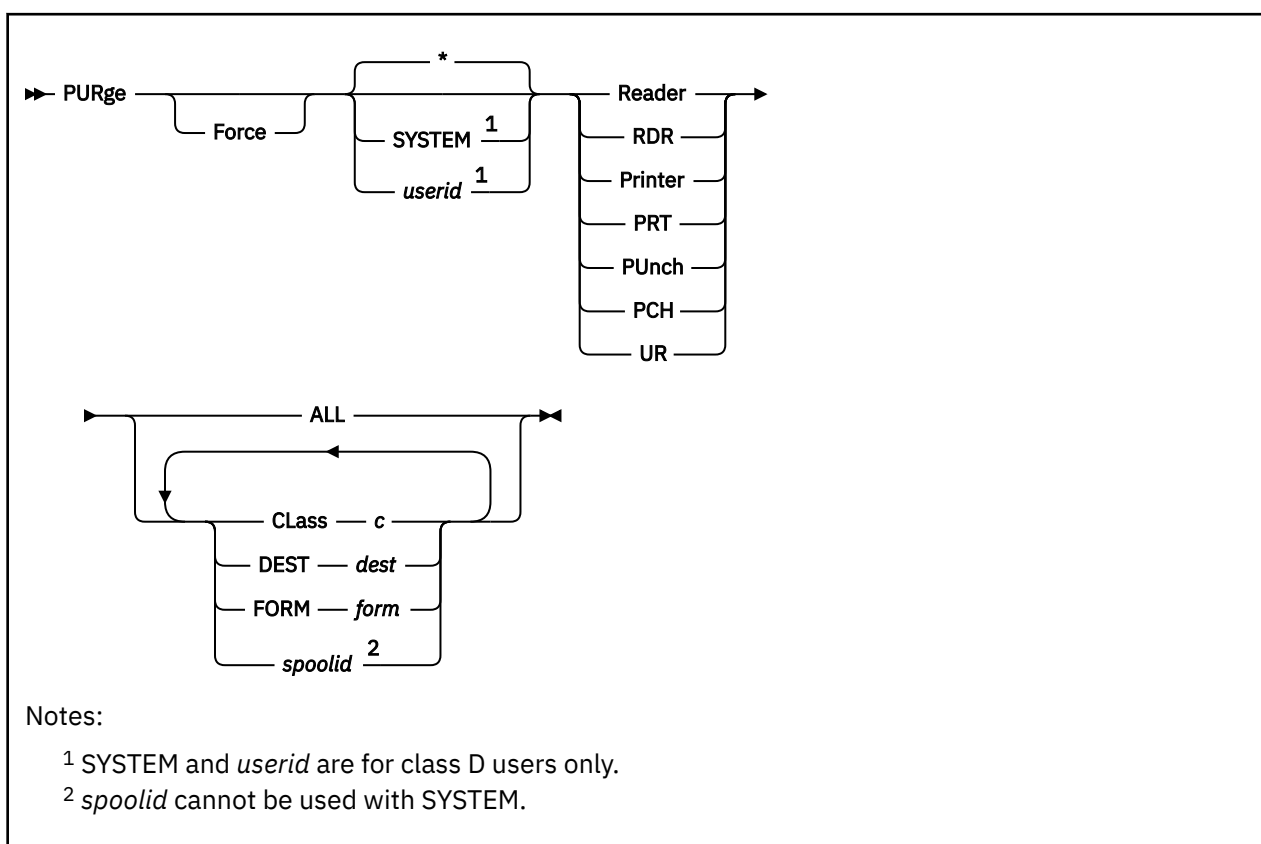 *
PURge Reader
Force SYSTEM 1 RDR
userid 1 Printer
PRT
PUnch
PCH
UR
ALL
CLass c
DEST dest
FORM form
spoolid 2
Notes:
1 SYSTEM and userid are for class D users only.
2 spoolid cannot be used with SYSTEM.